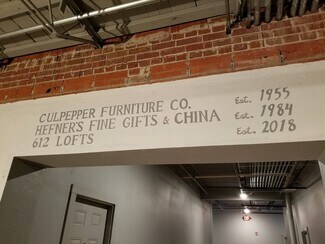 CULPEPPER FURNITURE CO. Est. 1955
HEFNER'S FINE GIFTS & CHINA Est. 1984
612 LOFTS Est. 2018